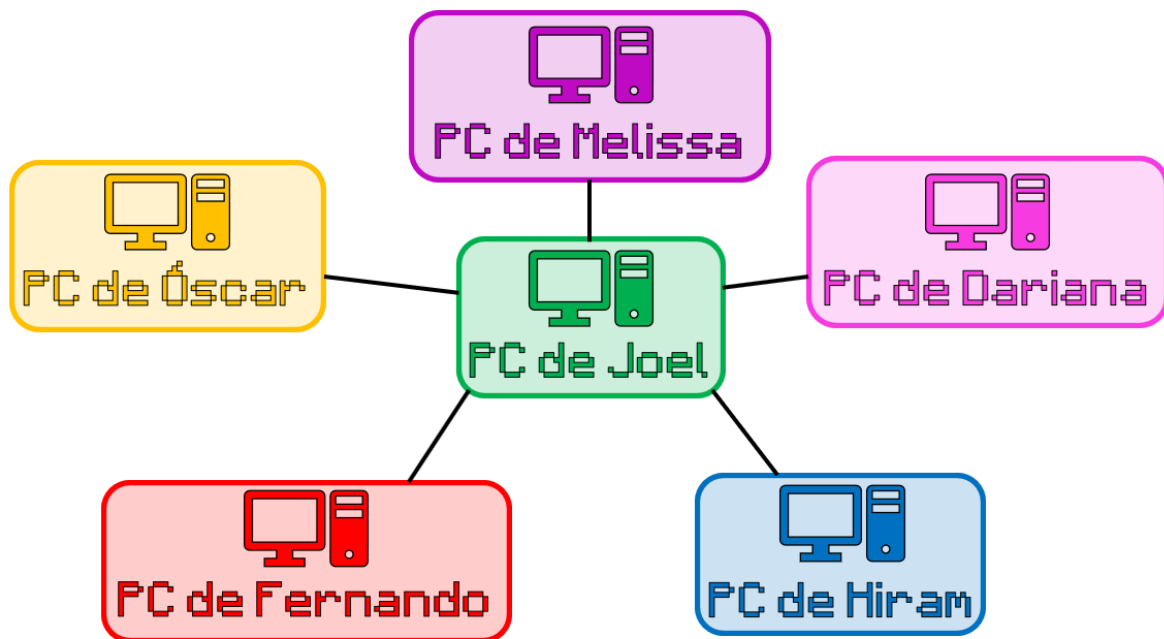 PC de Melissa
PC de Óscar
PC de Dariana
PC de Joel
PC de Fernando
PC de Hiram